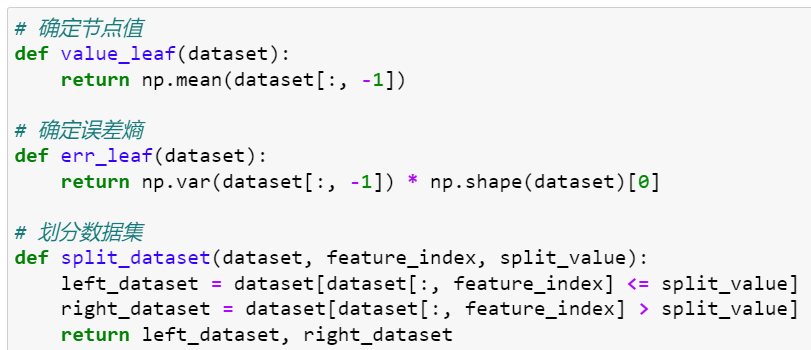 # 确定节点值
def value_leaf(dataset):
    return np.mean(dataset[:, -1])

# 确定误差熵
def err_leaf(dataset):
    return np.var(dataset[:, -1]) * np.shape(dataset)[0]

# 划分数据集
def split_dataset(dataset, feature_index, split_value):
    left_dataset = dataset[dataset[:, feature_index] <= split_value]
    right_dataset = dataset[dataset[:, feature_index] > split_value]
    return left_dataset, right_dataset